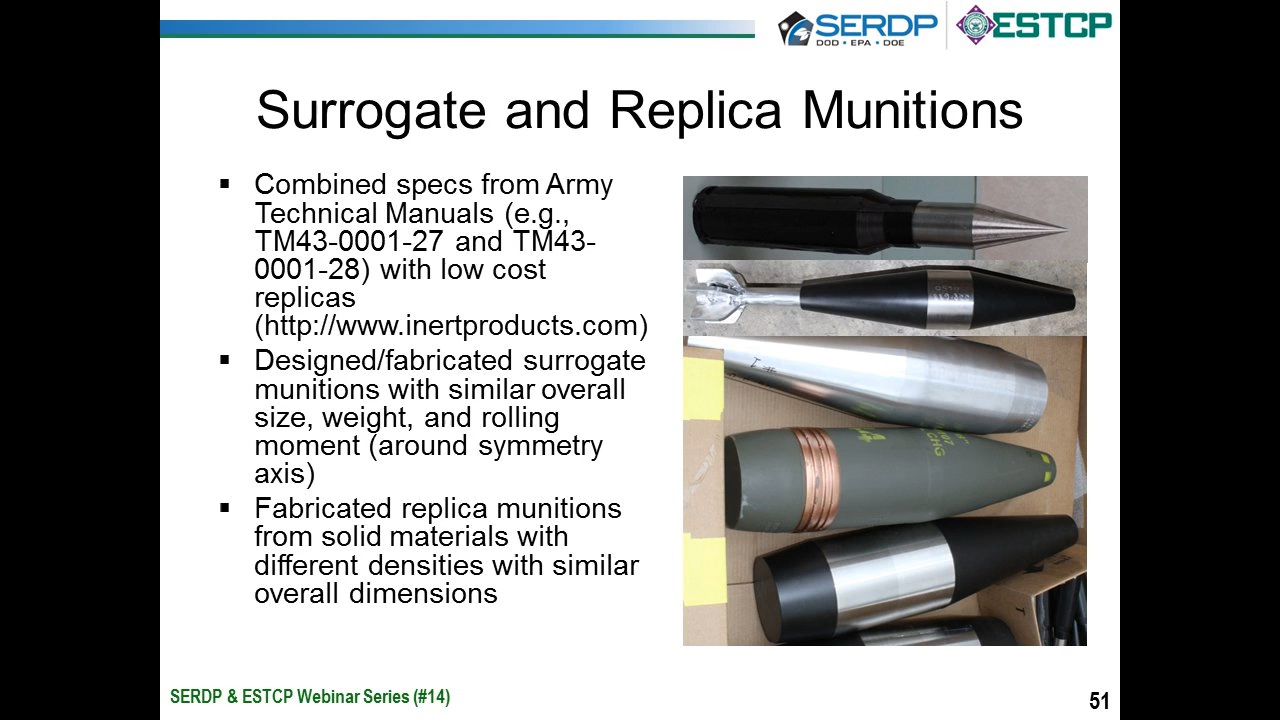 SERDP
DOD • EPA • DOE
ESTCP
Surrogate and Replica Munitions
▪ Combined specs from Army
Technical Manuals (e.g.,
TM43-0001-27 and TM43-
0001-28) with low cost
replicas
(http://www.inertproducts.com)
▪ Designed/fabricated surrogate
munitions with similar overall
size, weight, and rolling
moment (around symmetry
axis)
▪ Fabricated replica munitions
from solid materials with
different densities with similar
overall dimensions
CHG
SERDP & ESTCP Webinar Series (#14)
51